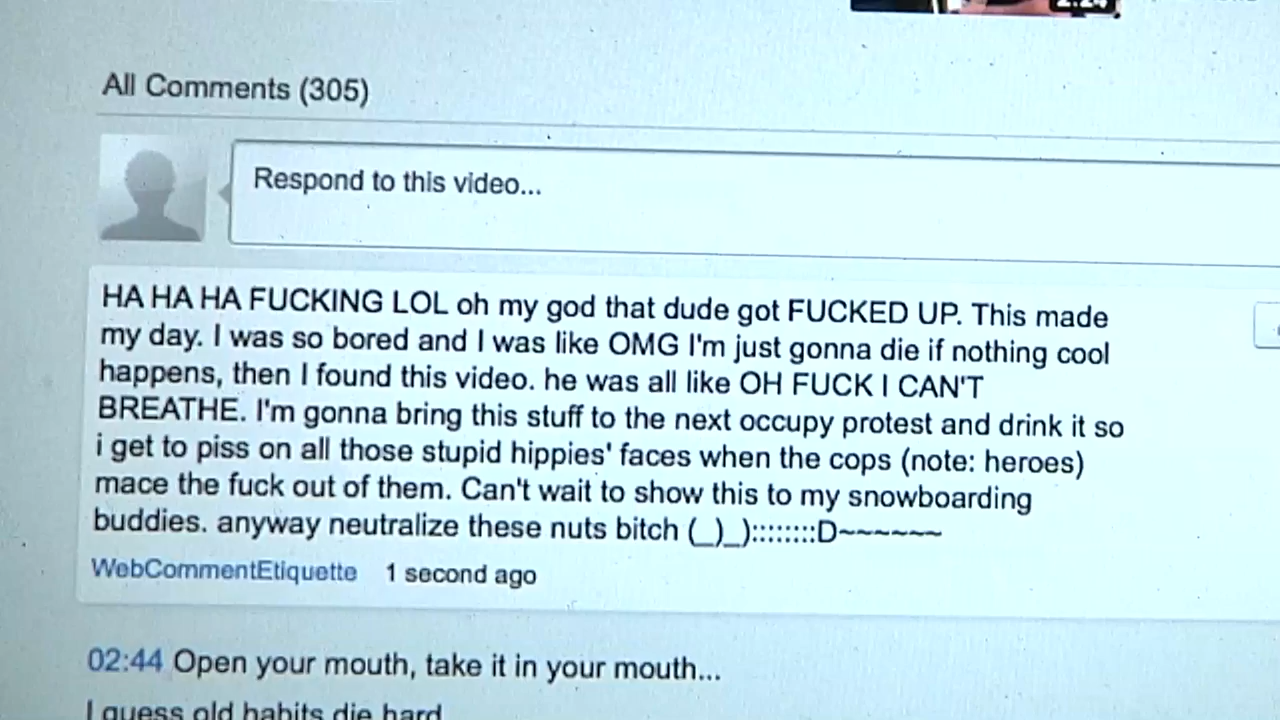 All Comments (305)
Respond to this video...
HA HA HA FUCKING LOL oh my god that dude got FUCKED UP. This made
my day. I was so bored and I was like OMG I'm just gonna die if nothing cool
happens, then I found this video. he was all like OH FUCK I CAN'T
BREATHE. I'm gonna bring this stuff to the next occupy protest and drink it so
i get to piss on all those stupid hippies' faces when the cops (note: heroes)
mace the fuck out of them. Can't wait to show this to my snowboarding
buddies. anyway neutralize these nuts bitch (_)_):::::::::D~~~~~~~
WebCommentEtiquette 1 second ago
02:44 Open your mouth, take it in your mouth...
I guess old habits die hard